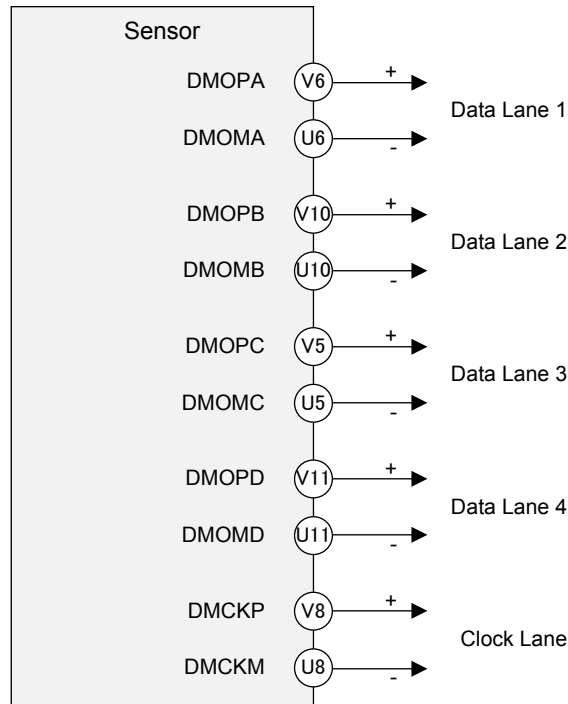 Sensor
DMOPA V6 +
Data Lane 1
DMOMA U6 -
DMOPB V10 +
Data Lane 2
DMOMB U10 -
DMOPC V5 +
Data Lane 3
DMOMC U5 -
DMOPD V11 +
Data Lane 4
DMOMD U11 -
DMCKP V8 +
Clock Lane
DMCKM U8 -